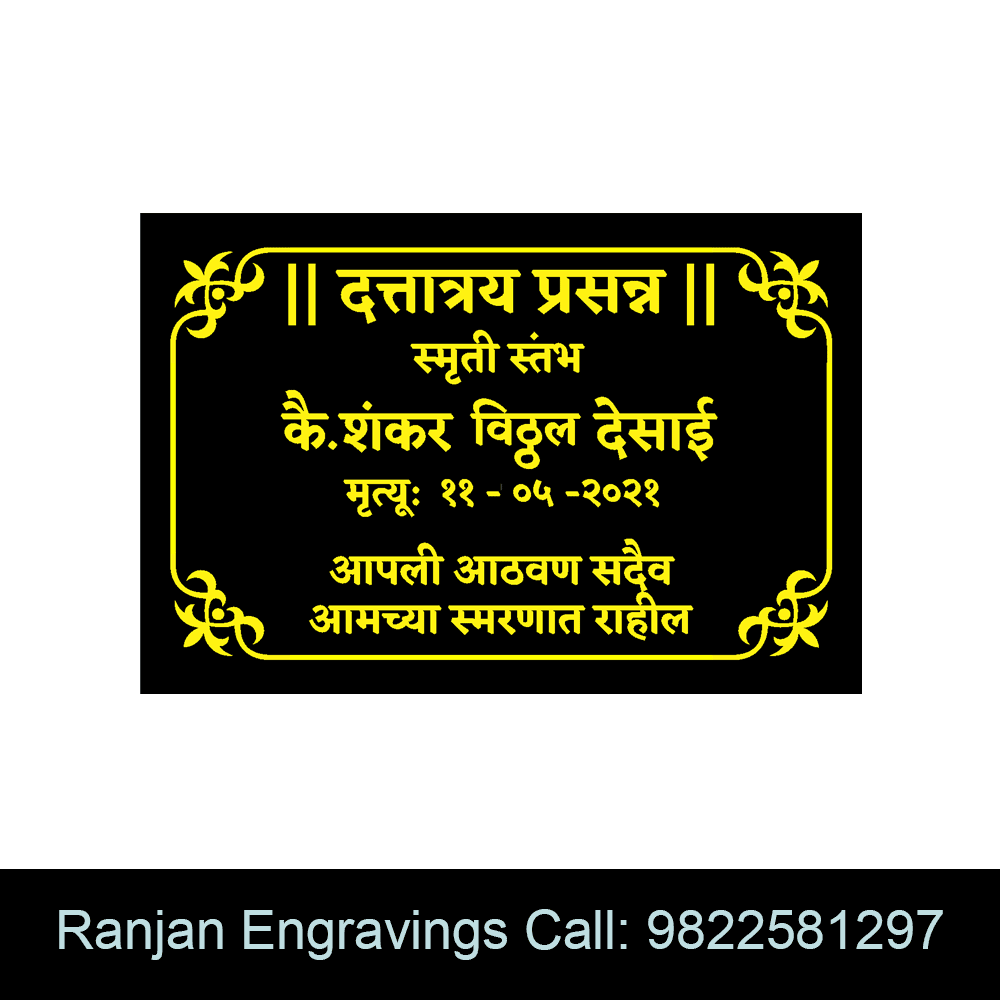 || दत्तात्रय प्रसन्न ||
स्मृती स्तंभ
कै.शंकर विठ्ठल देसाई
मृत्यूः ११ - ०५ -२०२१
आपली आठवण सदैव
आमच्या स्मरणात राहील
Ranjan Engravings Call: 9822581297